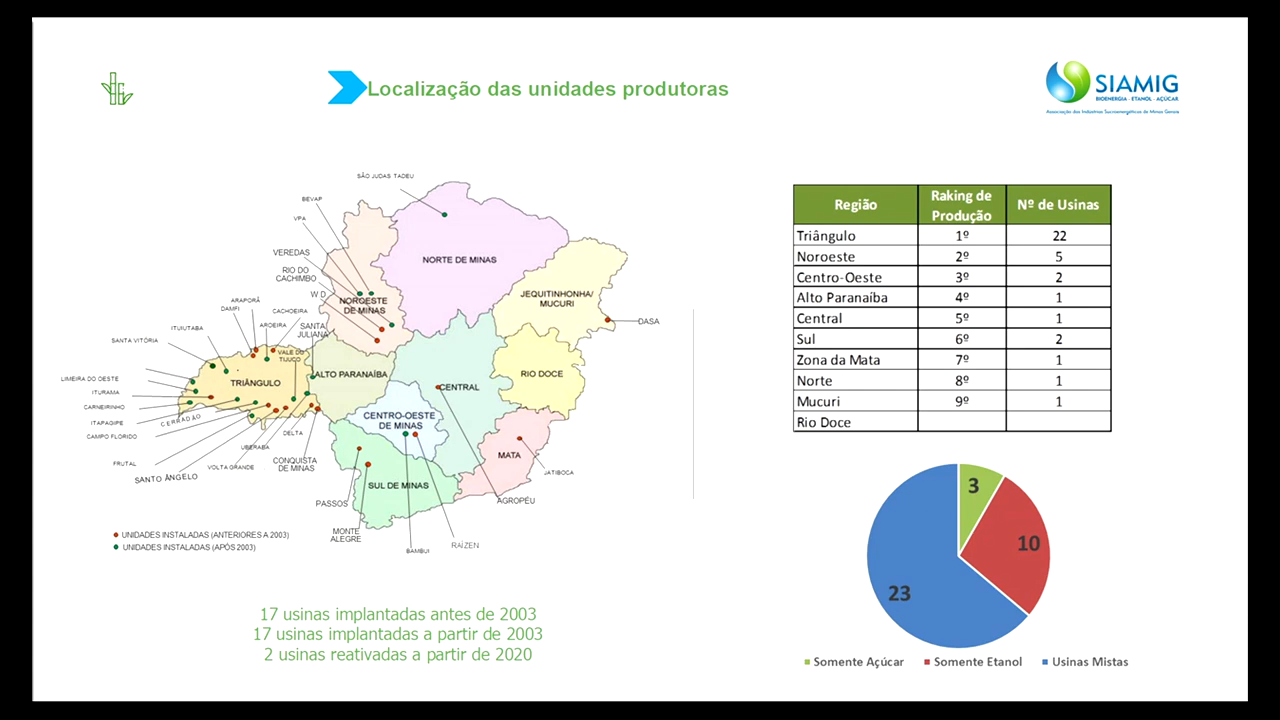 Localização das unidades produtoras
SIAMIG
BIOENERGIA - ETANOL - AÇÚCAR
Associação das Indústrias Sucroenergéticas de Minas Gerais
SÃO JUDAS TADEU
BEVAP
VPA
VEREDAS
RIO DO
CACHIMBO
W D
ARAPORÃ
DAMFI
CACHOEIRA
AROEIRA
SANTA
JULIANA
ITUIUTABA
SANTA VITÓRIA
VALE DO
TIJUCO
LIMEIRA DO OESTE
ITURAMA
CARNEIRINHO
ITAPAGIPE
CERRADÃO
CAMPO FLORIDO
FRUTAL
SANTO ÂNGELO
VOLTA GRANDE
UBERABA
DELTA
CONQUISTA
DE MINAS
NORTE DE MINAS
NOROESTE
DE MINAS
JEQUITINHONHA/
MUCURI
DASA
TRIÂNGULO
ALTO PARANAÍBA
CENTRAL
RIO DOCE
CENTRO-OESTE
DE MINAS
MATA
SUL DE MINAS
JATIBOCA
AGROPÉU
PASSOS
MONTE
ALEGRE
BAMBUI
RAÍZEN
UNIDADES INSTALADAS (ANTERIORES A 2003)
UNIDADES INSTALADAS (APÓS 2003)
17 usinas implantadas antes de 2003
17 usinas implantadas a partir de 2003
2 usinas reativadas a partir de 2020
Região Raking de Produção Nº de Usinas
Triângulo 1º 22
Noroeste 2º 5
Centro-Oeste 3º 2
Alto Paranaíba 4º 1
Central 5º 1
Sul 6º 2
Zona da Mata 7º 1
Norte 8º 1
Mucuri 9º 1
Rio Doce
3
10
23
Somente Açúcar Somente Etanol Usinas Mistas